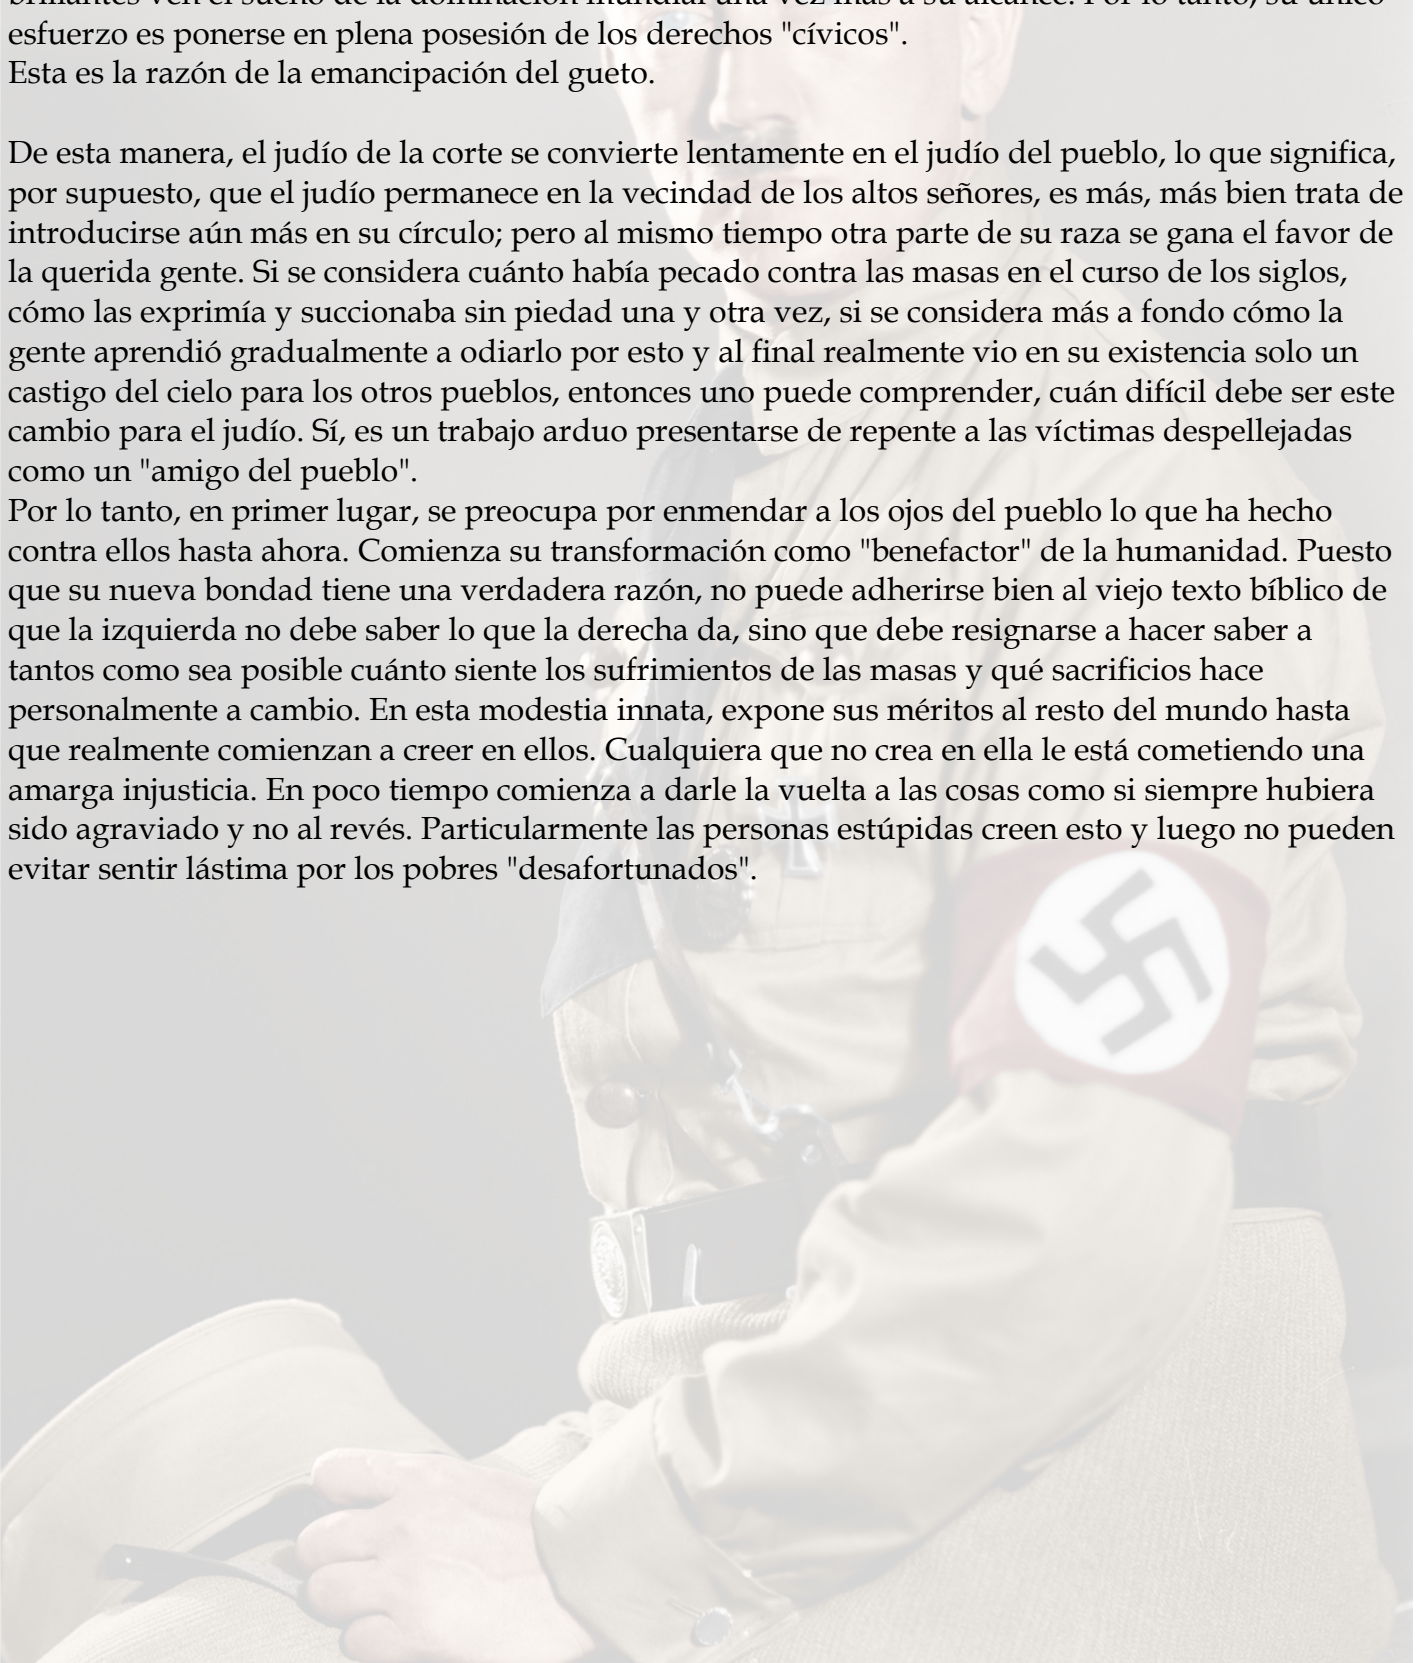 brillantes ven el sueño de la dominación mundial una vez más a su alcance. Por lo tanto, su único
esfuerzo es ponerse en plena posesión de los derechos "cívicos".
Esta es la razón de la emancipación del gueto.
De esta manera, el judío de la corte se convierte lentamente en el judío del pueblo, lo que significa,
por supuesto, que el judío permanece en la vecindad de los altos señores, es más, más bien trata de
introducirse aún más en su círculo; pero al mismo tiempo otra parte de su raza se gana el favor de
la querida gente. Si se considera cuánto había pecado contra las masas en el curso de los siglos,
cómo las exprimía y succionaba sin piedad una y otra vez, si se considera más a fondo cómo la
gente aprendió gradualmente a odiarlo por esto y al final realmente vio en su existencia solo un
castigo del cielo para los otros pueblos, entonces uno puede comprender, cuán difícil debe ser este
cambio para el judío. Sí, es un trabajo arduo presentarse de repente a las víctimas despellejadas
como un "amigo del pueblo".
Por lo tanto, en primer lugar, se preocupa por enmendar a los ojos del pueblo lo que ha hecho
contra ellos hasta ahora. Comienza su transformación como "benefactor" de la humanidad. Puesto
que su nueva bondad tiene una verdadera razón, no puede adherirse bien al viejo texto bíblico de
que la izquierda no debe saber lo que la derecha da, sino que debe resignarse a hacer saber a
tantos como sea posible cuánto siente los sufrimientos de las masas y qué sacrificios hace
personalmente a cambio. En esta modestia innata, expone sus méritos al resto del mundo hasta
que realmente comienzan a creer en ellos. Cualquiera que no crea en ella le está cometiendo una
amarga injusticia. En poco tiempo comienza a darle la vuelta a las cosas como si siempre hubiera
sido agraviado y no al revés. Particularmente las personas estúpidas creen esto y luego no pueden
evitar sentir lástima por los pobres "desafortunados".